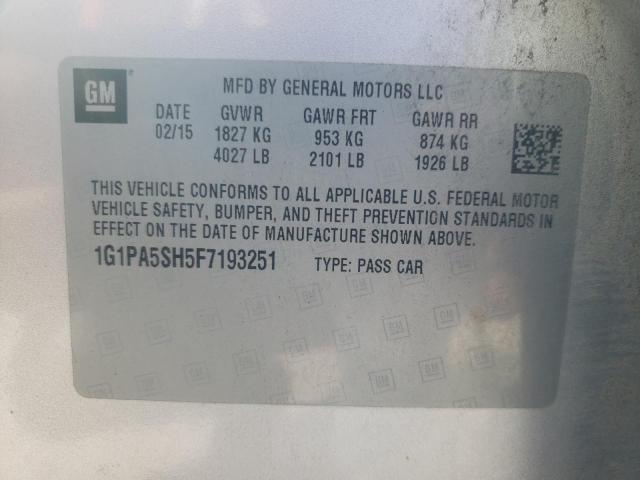 GM
MFD BY GENERAL MOTORS LLC
DATE GVWR GAWR FRT GAWR RR
02/15 1827 KG 953 KG 874 KG
4027 LB 2101 LB 1926 LB
THIS VEHICLE CONFORMS TO ALL APPLICABLE U.S. FEDERAL MOTOR
VEHICLE SAFETY, BUMPER, AND THEFT PREVENTION STANDARDS IN
EFFECT ON THE DATE OF MANUFACTURE SHOWN ABOVE.
1G1PA5SH5F7193251 TYPE: PASS CAR